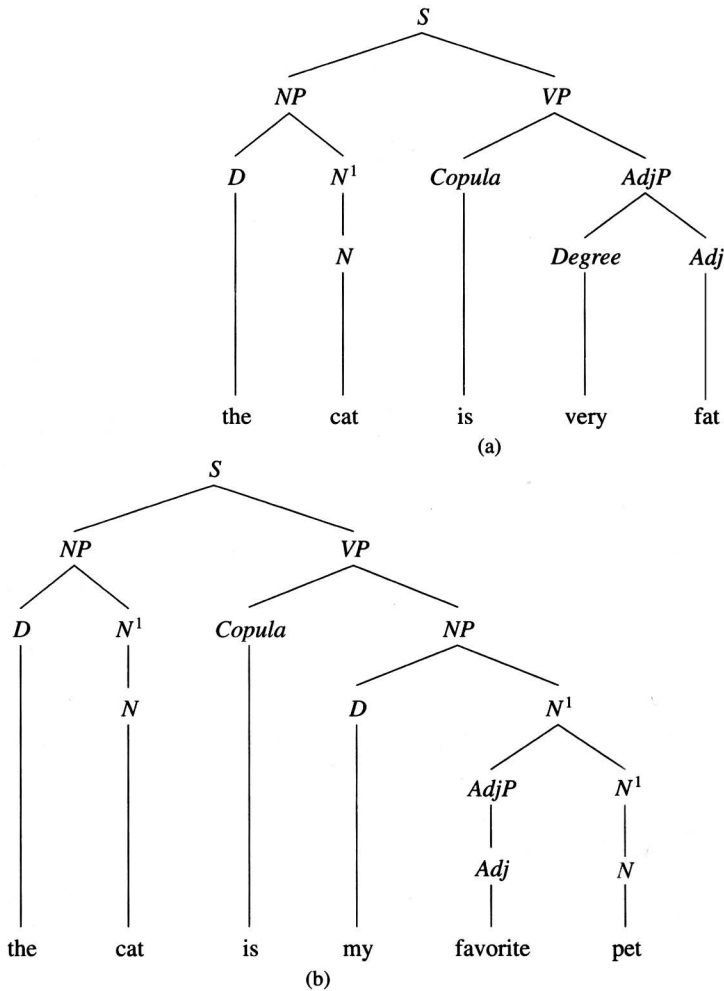 S
NP VP
D N¹ Copula AdjP
N Degree Adj
the cat is very fat
(a)
S
NP VP
D N¹ Copula NP
N D N¹
AdjP N¹
Adj N
the cat is my favorite pet
(b)